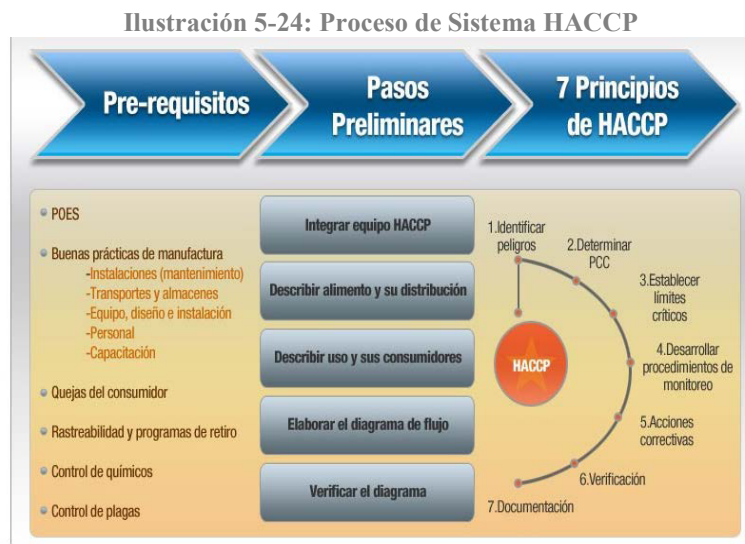 Ilustración 5-24: Proceso de Sistema HACCP
Pre-requisitos
Pasos
Preliminares
7 Principios
de HACCP
POES
Buenas prácticas de manufactura
-Instalaciones (mantenimiento)
-Transportes y almacenes
-Equipo, diseño e instalación
-Personal
-Capacitación
Quejas del consumidor
Rastreabilidad y programas de retiro
Control de químicos
Control de plagas
Integrar equipo HACCP
Describir alimento y su distribución
Describir uso y sus consumidores
Elaborar el diagrama de flujo
Verificar el diagrama
1.Identificar
peligros
2.Determinar
PCC
3.Establecer
límites
críticos
4.Desarrollar
procedimientos de
monitoreo
5.Acciones
correctivas
6.Verificación
7.Documentación
HACCP